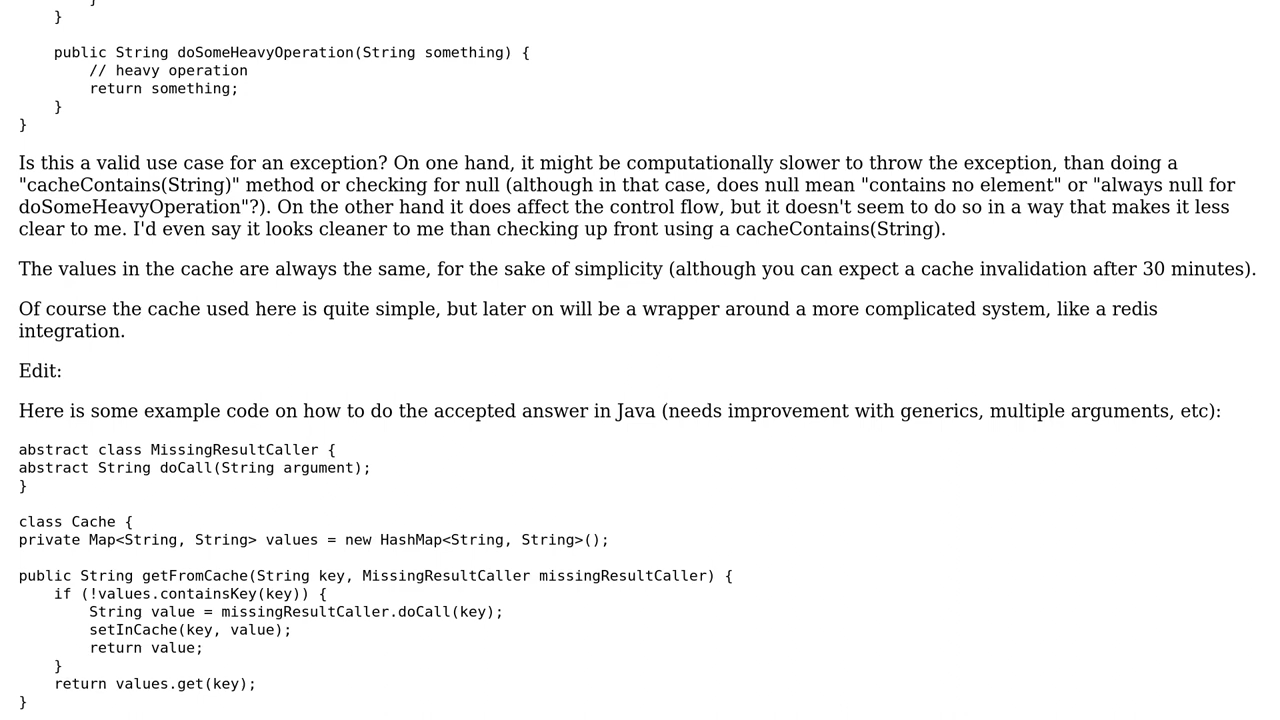 }
}
public String doSomeHeavyOperation(String something) {
// heavy operation
return something;
}
}
Is this a valid use case for an exception? On one hand, it might be computationally slower to throw the exception, than doing a
"cacheContains(String)" method or checking for null (although in that case, does null mean "contains no element" or "always null for
doSomeHeavyOperation"?). On the other hand it does affect the control flow, but it doesn't seem to do so in a way that makes it less
clear to me. I'd even say it looks cleaner to me than checking up front using a cacheContains(String).
The values in the cache are always the same, for the sake of simplicity (although you can expect a cache invalidation after 30 minutes).
Of course the cache used here is quite simple, but later on will be a wrapper around a more complicated system, like a redis
integration.
Edit:
Here is some example code on how to do the accepted answer in Java (needs improvement with generics, multiple arguments, etc):
abstract class MissingResultCaller {
abstract String doCall(String argument);
}
class Cache {
private Map<String, String> values = new HashMap<String, String>();
public String getFromCache(String key, MissingResultCaller missingResultCaller) {
if (!values.containsKey(key)) {
String value = missingResultCaller.doCall(key);
setInCache(key, value);
return value;
}
return values.get(key);
}